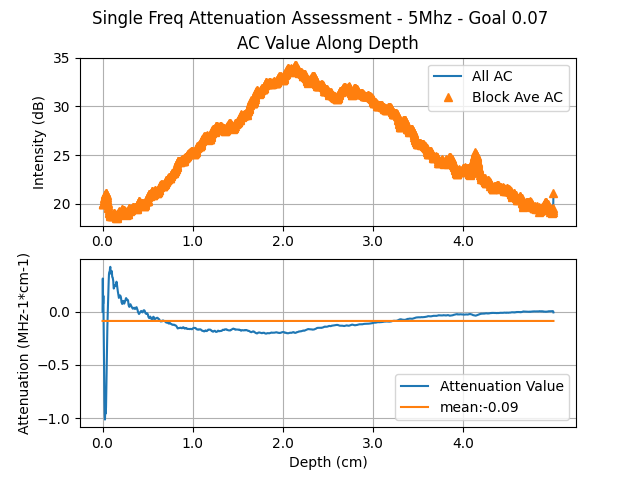 Single Freq Attenuation Assessment - 5Mhz - Goal 0.07
AC Value Along Depth
Intensity (dB)
35
30
25
20
All AC
Block Ave AC
0.0 1.0 2.0 3.0 4.0
Attenuation (MHz-1*cm-1)
0.0
−0.5
−1.0
Attenuation Value
mean:-0.09
0.0 1.0 2.0 3.0 4.0
Depth (cm)